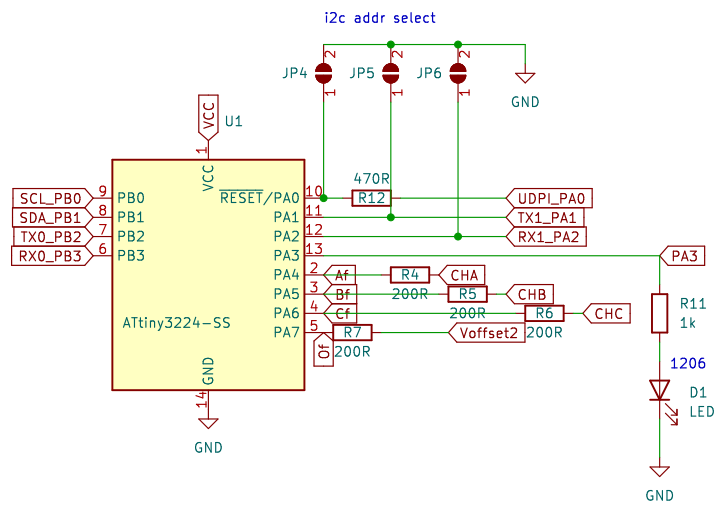 i2c addr select
JP4 2 1
JP5 2 1
JP6 2 1
GND
VCC
U1
1
VCC
470R
SCL_PB0 9 PB0 RESET/PA0 10 R12 UDPI_PA0
SDA_PB1 8 PB1 PA1 11 TX1_PA1
TX0_PB2 7 PB2 PA2 12 RX1_PA2
RX0_PB3 6 PB3 PA3 13 PA3
PA4 2 Af R4 CHA
200R
PA5 3 Bf R5 CHB
200R
PA6 4 Cf R6 CHC
200R
PA7 5 Of R7 Voffset2
200R
R11
1k
ATtiny3224-SS
GND
14
GND
1206
D1
LED
GND